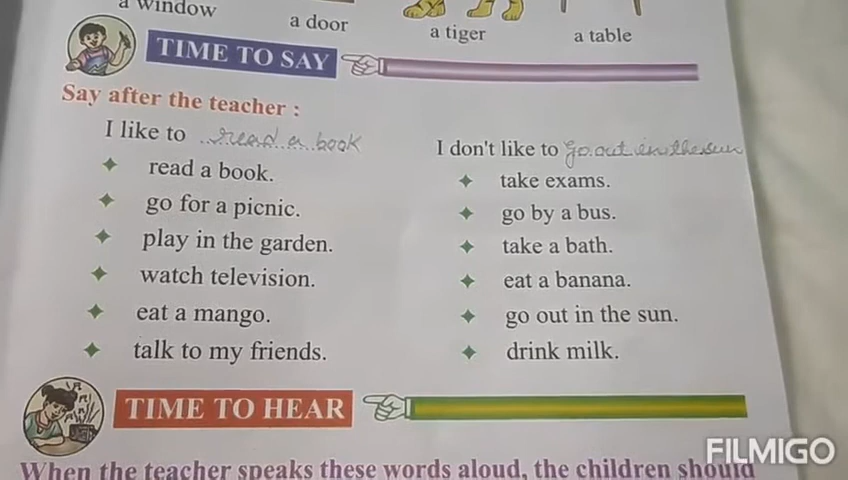 a window
a door
a tiger
a table
TIME TO SAY
Say after the teacher :
I like to read a book
read a book.
go for a picnic.
play in the garden.
watch television.
eat a mango.
talk to my friends.
I don't like to go out in the sun
take exams.
go by a bus.
take a bath.
eat a banana.
go out in the sun.
drink milk.
TIME TO HEAR
When the teacher speaks these words aloud, the children should
FILMIGO